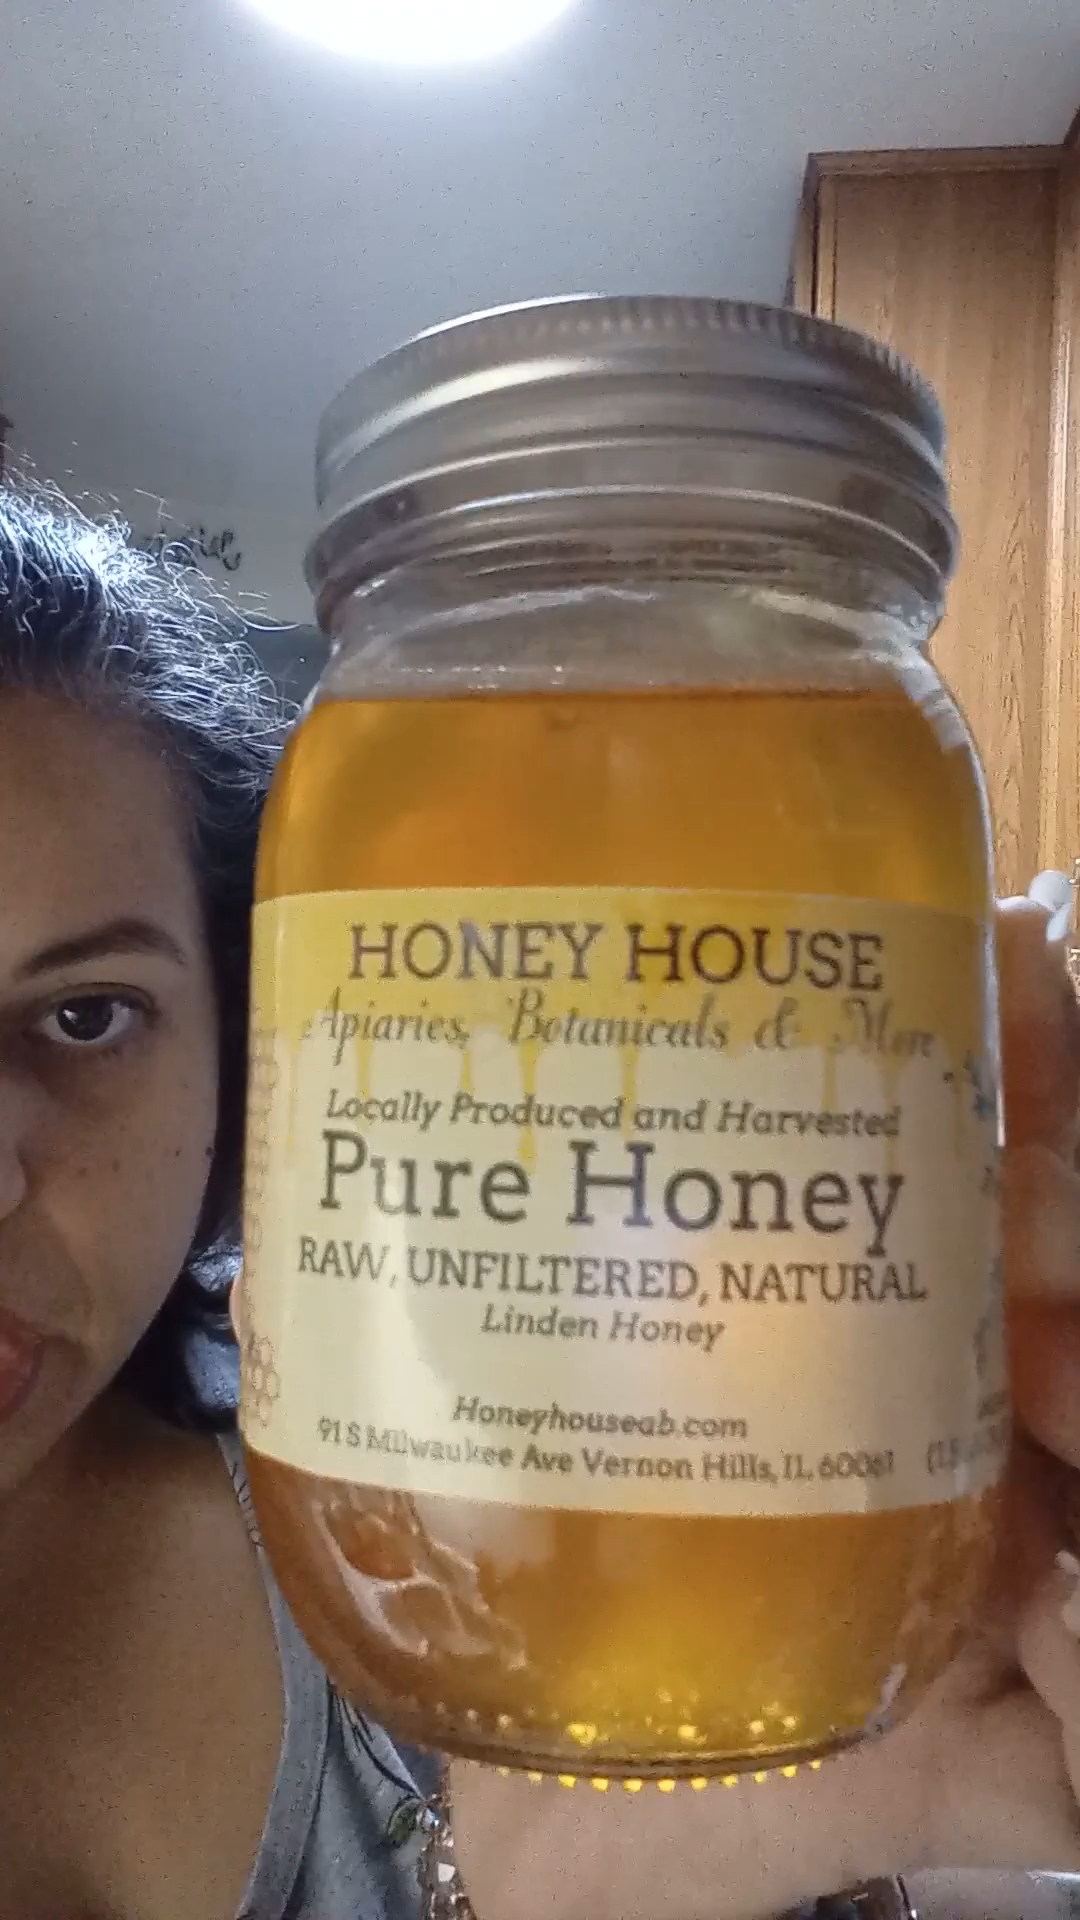 HONEY HOUSE
Apiaries, Botanicals & More
Locally Produced and Harvested
Pure Honey
RAW, UNFILTERED, NATURAL
Linden Honey
Honeyhouseab.com
91 S Milwaukee Ave Vernon Hills, IL 60061